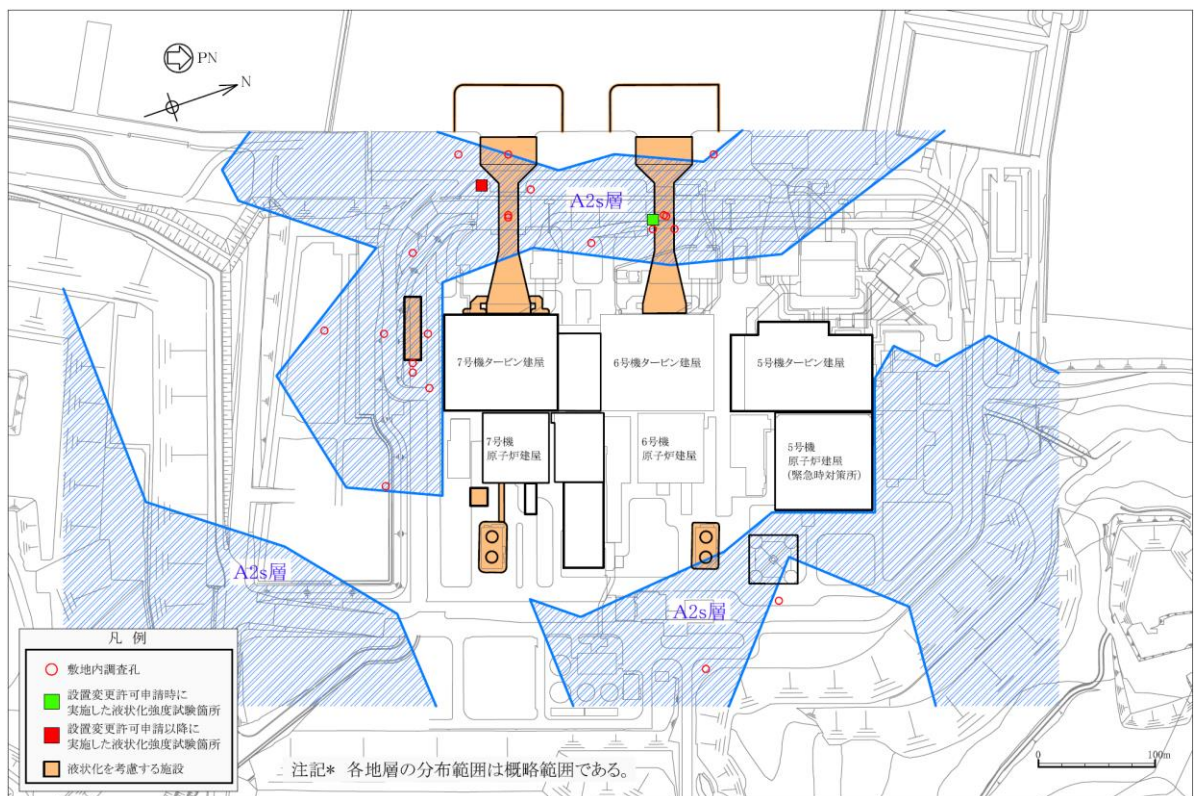 PN
N
A2s層
7号機タービン建屋
6号機タービン建屋
5号機タービン建屋
7号機
原子炉建屋
6号機
原子炉建屋
5号機
原子炉建屋
(緊急時対策所)
A2s層
A2s層
凡 例
敷地内調査孔
設置変更許可申請時に
実施した液状化強度試験箇所
設置変更許可申請以降に
実施した液状化強度試験箇所
液状化を考慮する施設
注記* 各地層の分布範囲は概略範囲である。
0 100m